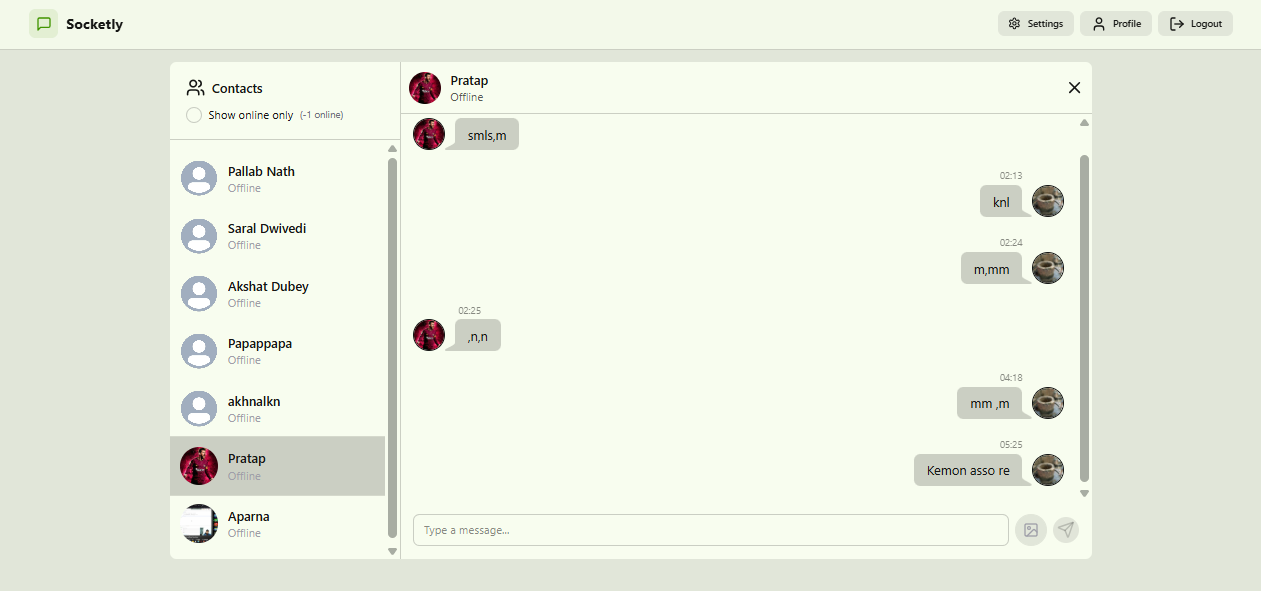 Socketly
Settings
Profile
Logout
Contacts
Show online only (-1 online)
Pallab Nath
Offline
Saral Dwivedi
Offline
Akshat Dubey
Offline
Papappapa
Offline
akhnalkn
Offline
Pratap
Offline
Aparna
Offline
Pratap
Offline
smls,m
02:13
knl
02:24
m,mm
02:25
,n,n
04:18
mm ,m
05:25
Kemon asso re
Type a message...